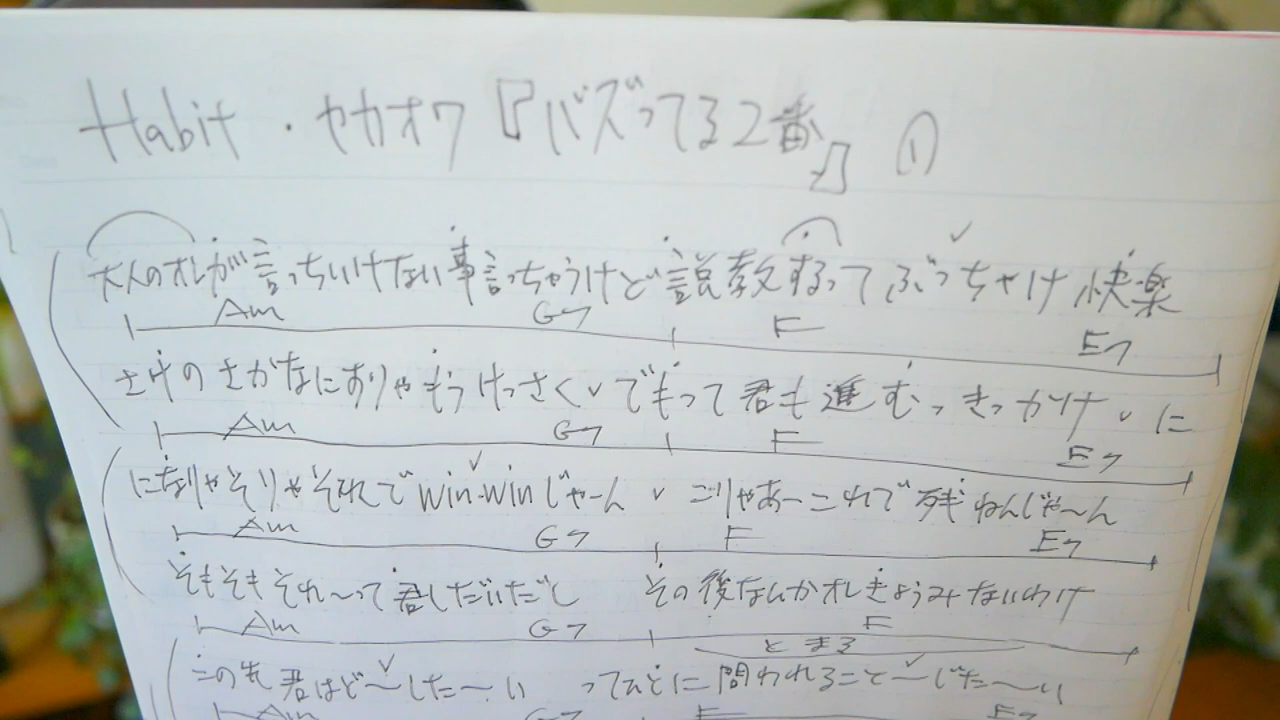 Habit・セカオワ『バズってる2番』①
大人のオレが言っちいけない事言っちゃうけど説教するってぶっちゃけ快楽
Am G7 F E7
さけのさかなにすりゃもうけっさく✓でもって君も進むっきっかけ✓に
Am G7 F E7
になりゃそりゃそれでwin-winじゃーん✓こりゃあ〜これで残ねんじゃ〜ん
Am G7 F E7
そもそもそれ〜って君しだいだし その後なんかオレきょうみないわけ
Am G7 F
とまる
この先君はど〜した〜い ってひとに問われること〜じた〜い
Am G7 F E7